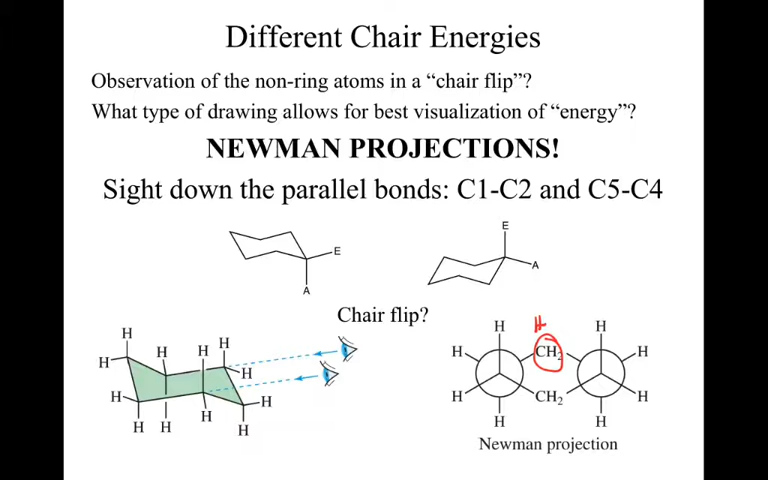 Different Chair Energies
Observation of the non-ring atoms in a “chair flip”?
What type of drawing allows for best visualization of “energy”?
NEWMAN PROJECTIONS!
Sight down the parallel bonds: C1-C2 and C5-C4
E
A
E
A
Chair flip?
H
H
H
H
H
H
H
H
H
H
H
H
H
H H
H CH₂ H
H CH₂ H
H H
H
Newman projection